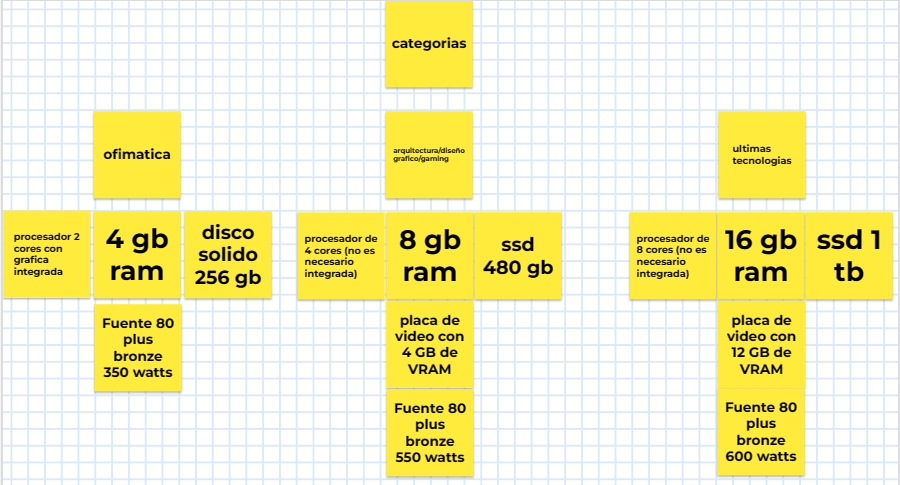 categorias
ofimatica
arquitectura/diseño
grafico/gaming
ultimas
tecnologias
procesador 2
cores con
grafica
integrada
4 gb
ram
disco
solido
256 gb
procesador de
4 cores (no es
necesario
integrada)
8 gb
ram
ssd
480 gb
procesador de
8 cores (no es
necesario
integrada)
16 gb
ram
ssd 1
tb
Fuente 80
plus
bronze
350 watts
placa de
video con
4 GB de
VRAM
placa de
video con
12 GB de
VRAM
Fuente 80
plus
bronze
550 watts
Fuente 80
plus
bronze
600 watts